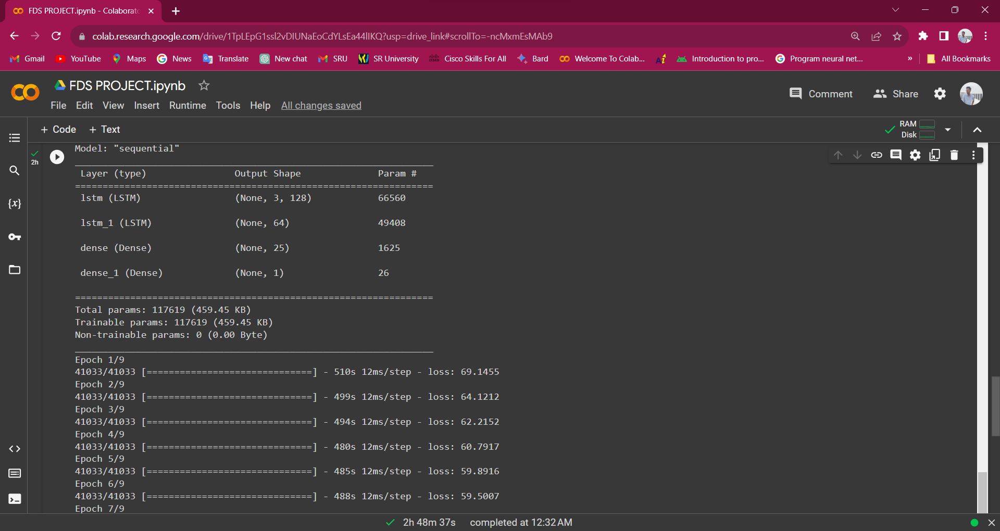 FDS PROJECT.ipynb - Colaborat
colab.research.google.com/drive/1TpLEpG1ssl2vDIUNaEoCdYLsEa44lIKQ?usp=drive_link#scrollTo=-ncMxmEsMAb9
Gmail YouTube Maps News Translate New chat SRU SR University Cisco Skills For All Bard Welcome To Colab... Introduction to pro... Program neural net... » All Bookmarks
FDS PROJECT.ipynb
Comment Share
File Edit View Insert Runtime Tools Help All changes saved
+ Code + Text
RAM
Disk
2h
Model: "sequential"
Layer (type) Output Shape Param #
=================================================================
lstm (LSTM) (None, 3, 128) 66560
lstm_1 (LSTM) (None, 64) 49408
dense (Dense) (None, 25) 1625
dense_1 (Dense) (None, 1) 26
=================================================================
Total params: 117619 (459.45 KB)
Trainable params: 117619 (459.45 KB)
Non-trainable params: 0 (0.00 Byte)
Epoch 1/9
41033/41033 [==============================] - 510s 12ms/step - loss: 69.1455
Epoch 2/9
41033/41033 [==============================] - 499s 12ms/step - loss: 64.1212
Epoch 3/9
41033/41033 [==============================] - 494s 12ms/step - loss: 62.2152
Epoch 4/9
41033/41033 [==============================] - 480s 12ms/step - loss: 60.7917
Epoch 5/9
41033/41033 [==============================] - 485s 12ms/step - loss: 59.8916
Epoch 6/9
41033/41033 [==============================] - 488s 12ms/step - loss: 59.5007
Epoch 7/9
2h 48m 37s completed at 12:32 AM